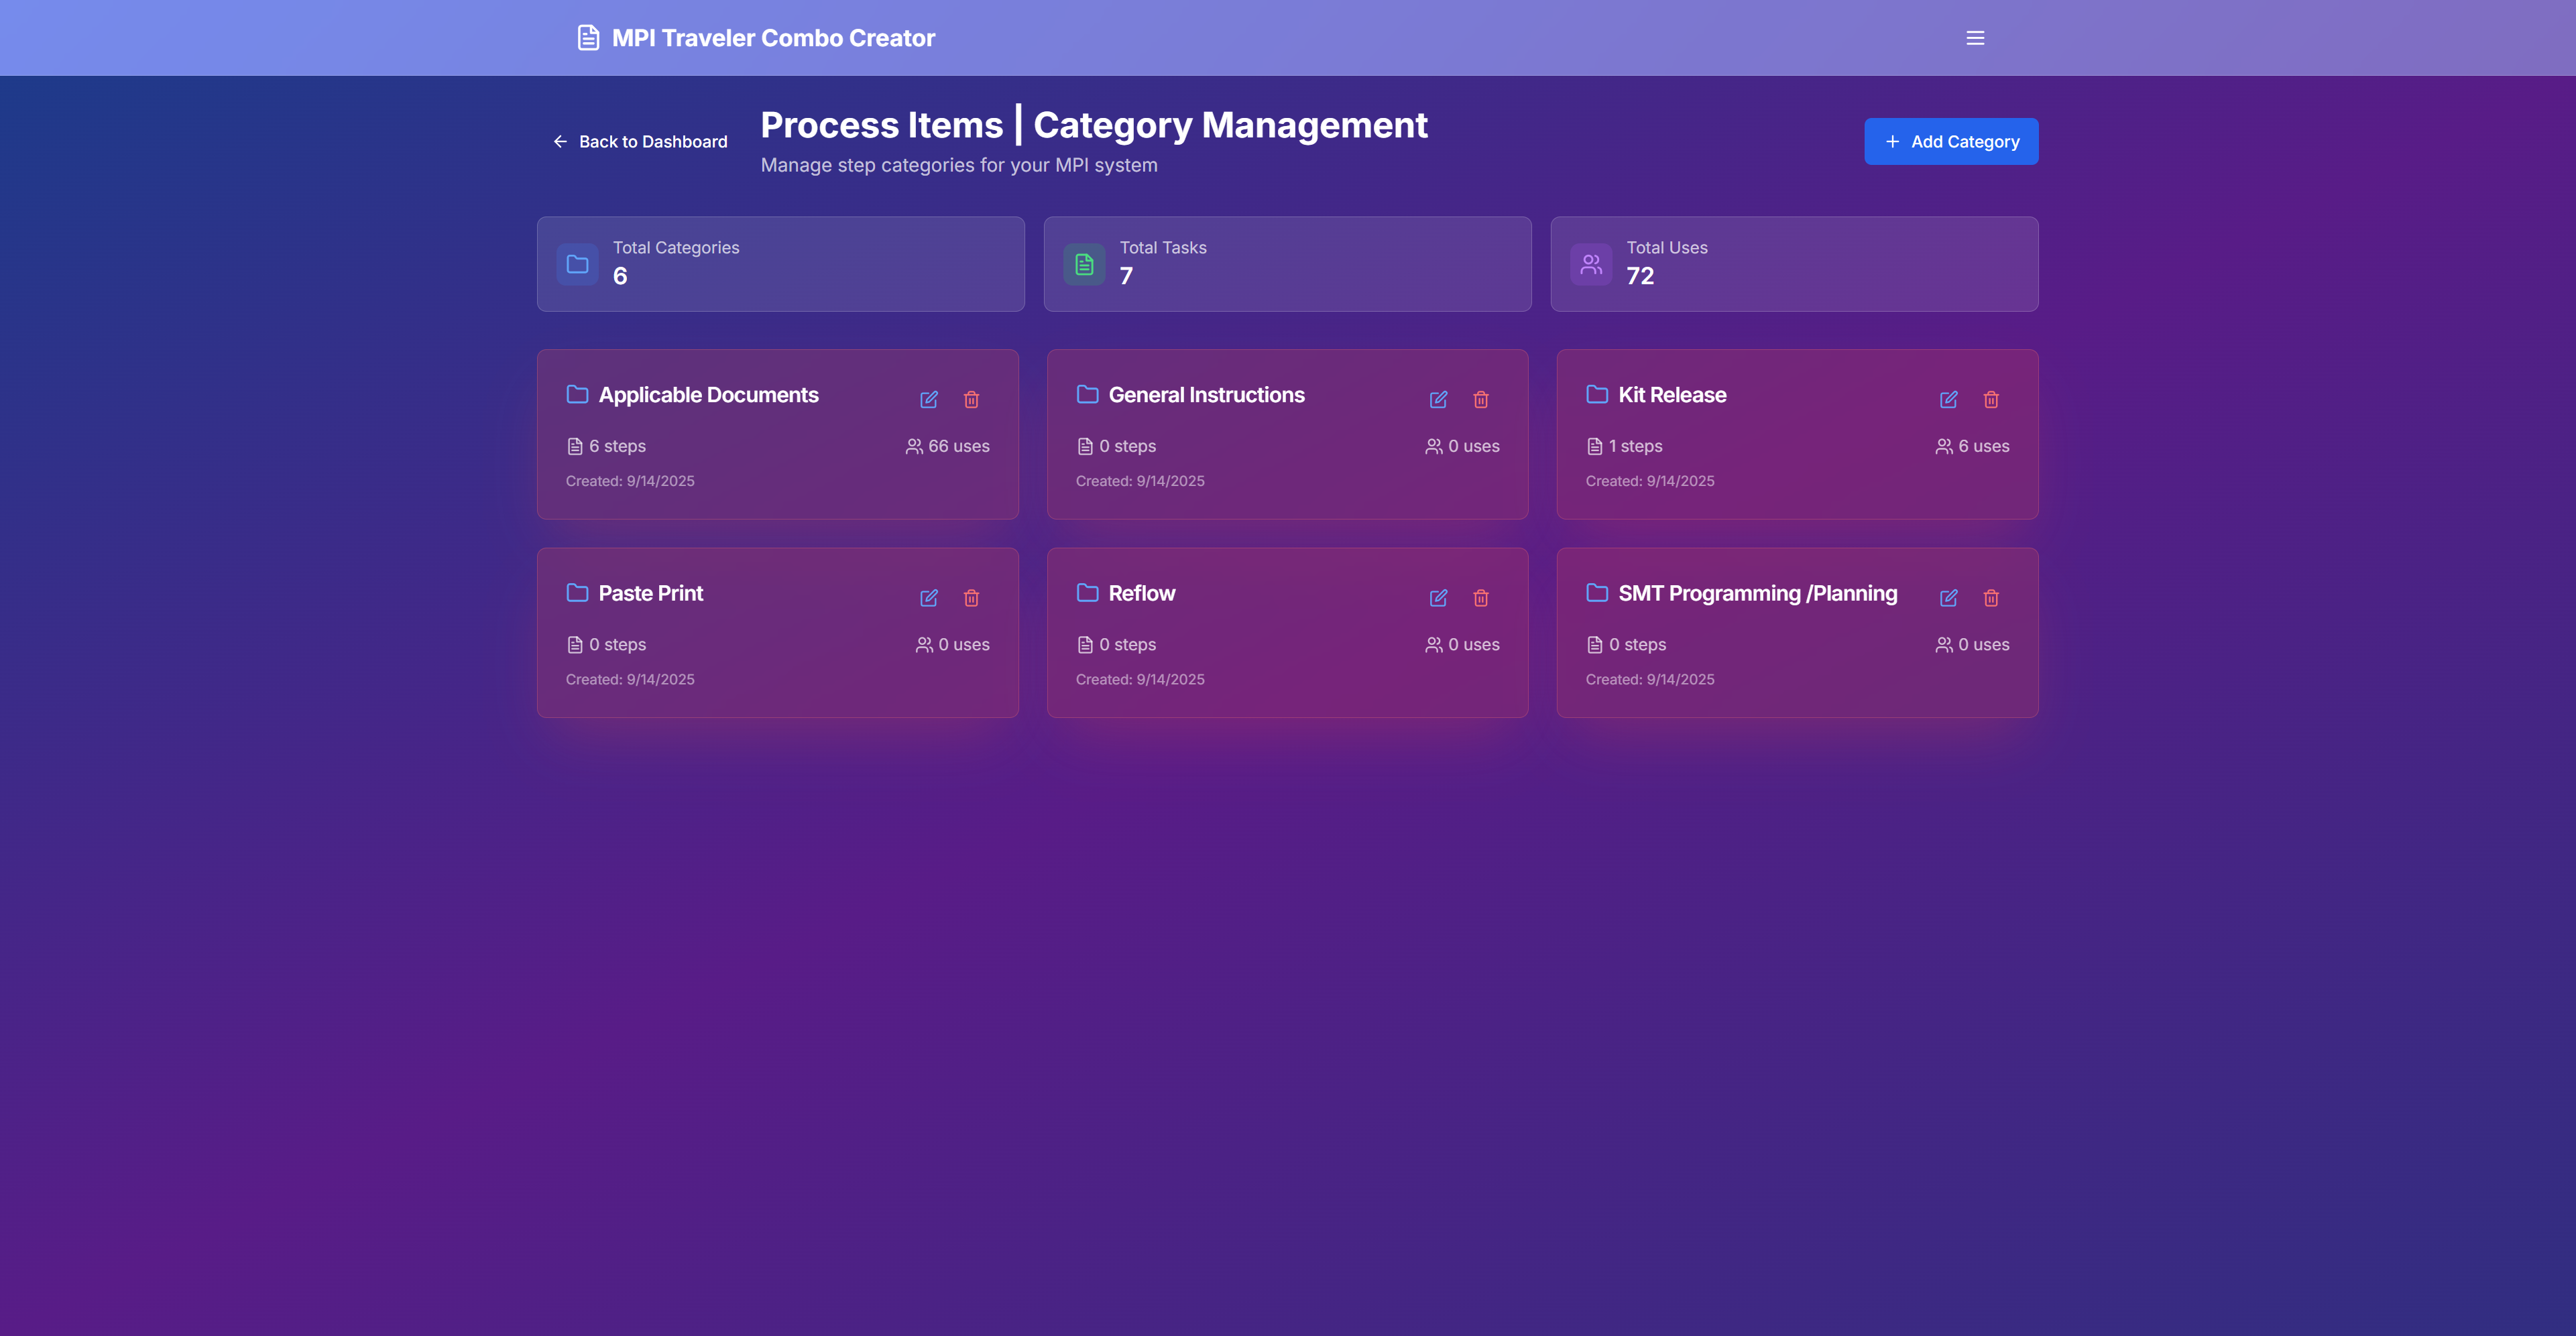 MPI Traveler Combo Creator
Back to Dashboard
Process Items | Category Management
Manage step categories for your MPI system
Add Category
Total Categories
6
Total Tasks
7
Total Uses
72
Applicable Documents
6 steps
66 uses
Created: 9/14/2025
General Instructions
0 steps
0 uses
Created: 9/14/2025
Kit Release
1 steps
6 uses
Created: 9/14/2025
Paste Print
0 steps
0 uses
Created: 9/14/2025
Reflow
0 steps
0 uses
Created: 9/14/2025
SMT Programming /Planning
0 steps
0 uses
Created: 9/14/2025